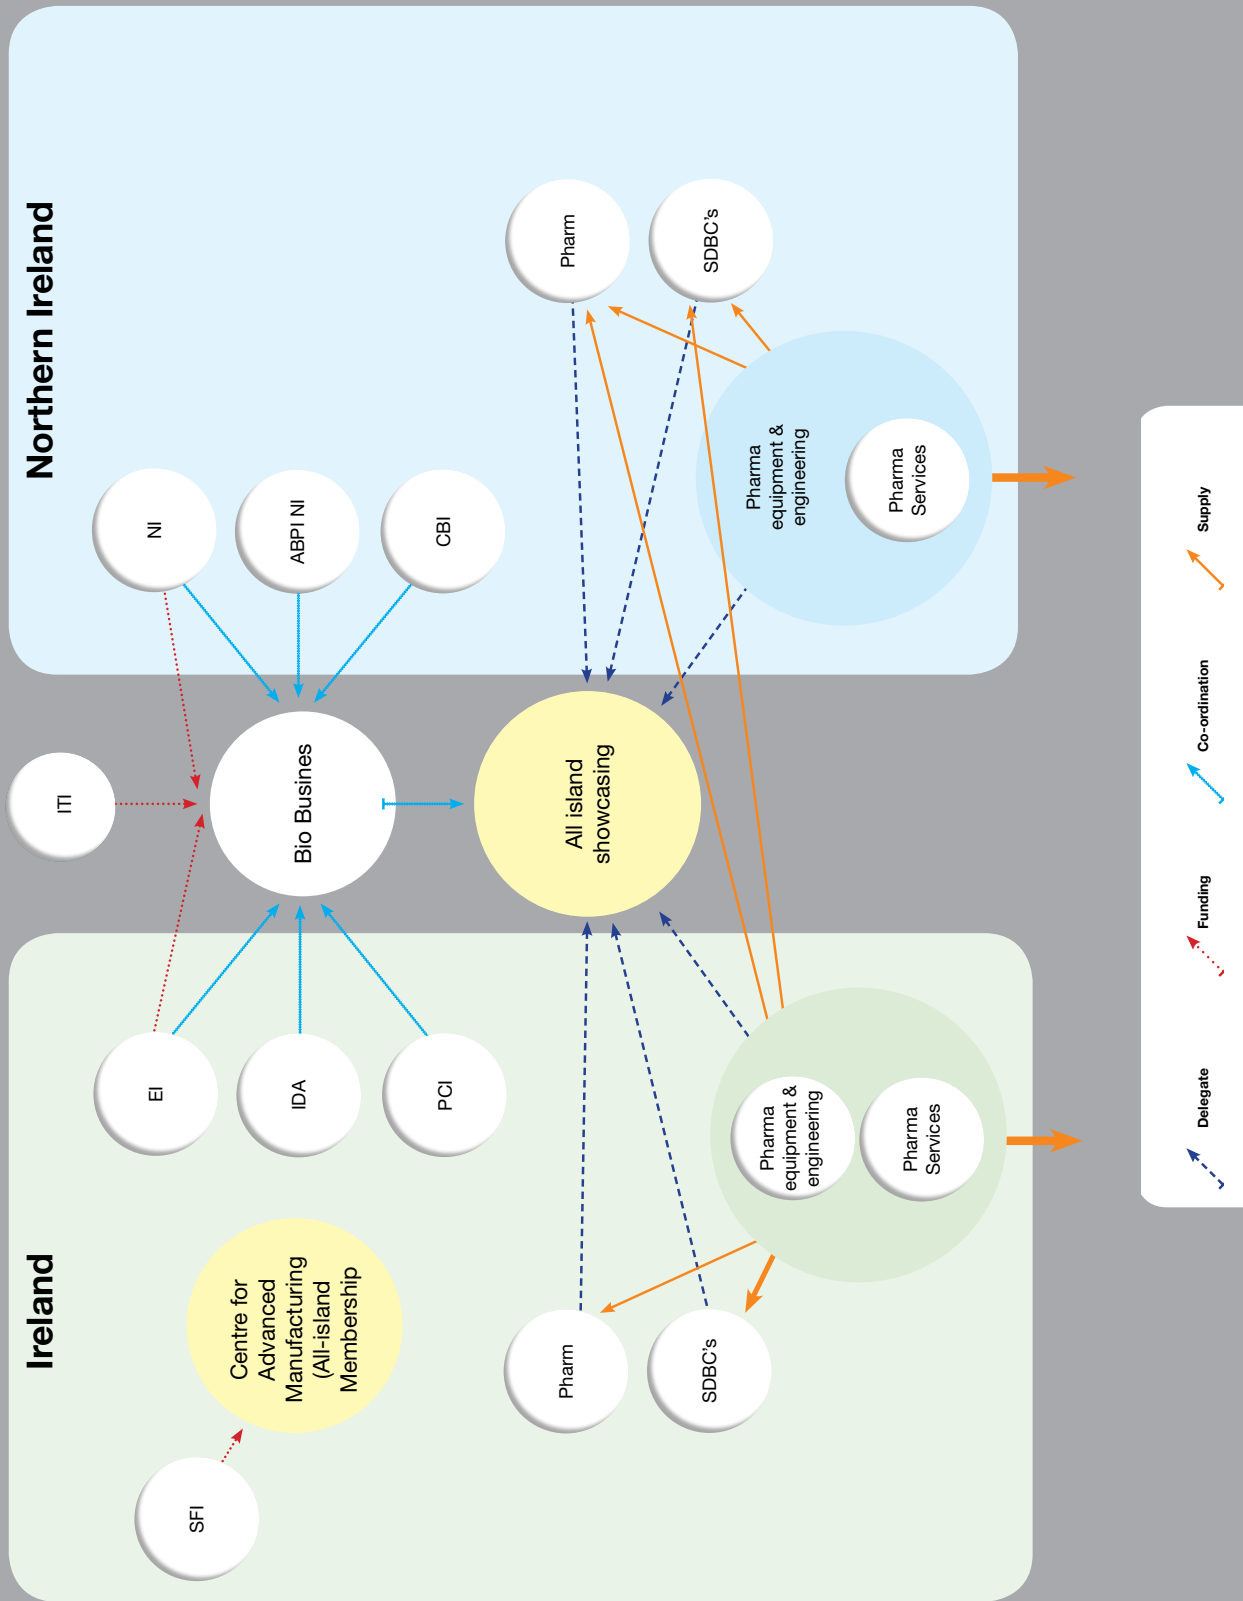 Ireland
Northern Ireland
SFI
Centre for
Advanced
Manufacturing
(All-island
Membership
EI
IDA
PCI
ITI
Bio Busines
NI
ABPI NI
CBI
All island
showcasing
Pharm
SDBC's
Pharma
equipment &
engineering
Pharma
Services
Pharm
SDBC's
Pharma
equipment &
engineering
Pharma
Services
Delegate
Funding
Co-ordination
Supply